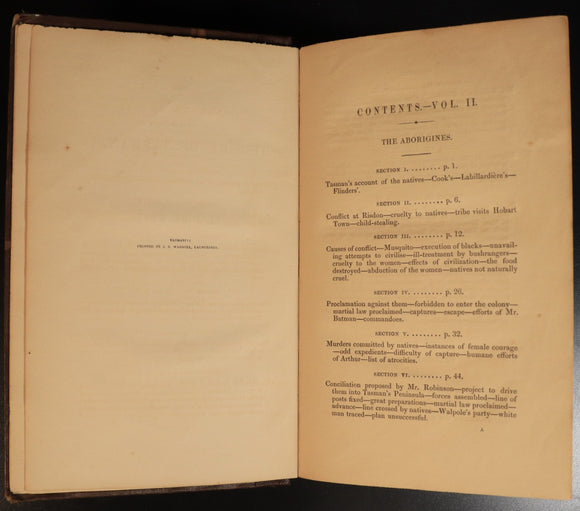 TASMANIA
PRINTED BY J. S. WADDELL, LAUNCESTON.
CONTENTS.—VOL. II.
THE ABORIGINES.
SECTION I. ........ p. 1.
Tasman's account of the natives—Cook's—Labillardière's—
Flinders'.
SECTION II. ........ p. 6.
Conflict at Risdon—cruelty to natives—tribe visits Hobart
Town—child-stealing.
SECTION III. ........ p. 12.
Causes of conflict—Musquito—execution of blacks—unavail-
ing attempts to civilise—ill-treatment by bushrangers—
cruelty to the women—effects of civilization—the food
destroyed—abduction of the women—natives not naturally
cruel.
SECTION IV. ........ p. 26.
Proclamation against them—forbidden to enter the colony—
martial law proclaimed—captures—escape—efforts of Mr.
Batman—commandoes.
SECTION V. ........ p. 32.
Murders committed by natives—instances of female courage
—odd expedients—difficulty of capture—humane efforts
of Arthur—list of atrocities.
SECTION VI. ........ p. 44.
Conciliation proposed by Mr. Robinson—project to drive
them into Tasman's Peninsula—forces assembled—line of
posts fixed—great preparations—martial law proclaimed—
advance—line crossed by natives—Walpole's party—white
man traced—plan unsuccessful.
A